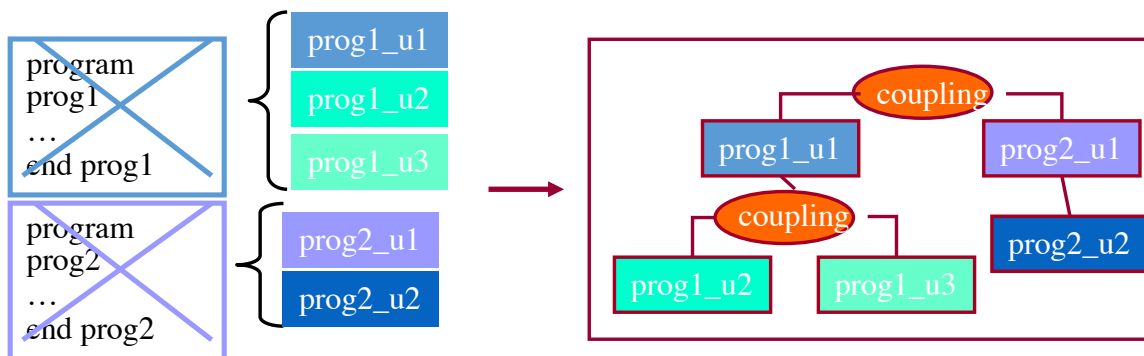 program
prog1
…
end prog1
program
prog2
…
end prog2
prog1_u1
prog1_u2
prog1_u3
prog2_u1
prog2_u2
coupling
prog1_u1
prog2_u1
coupling
prog2_u2
prog1_u2
prog1_u3